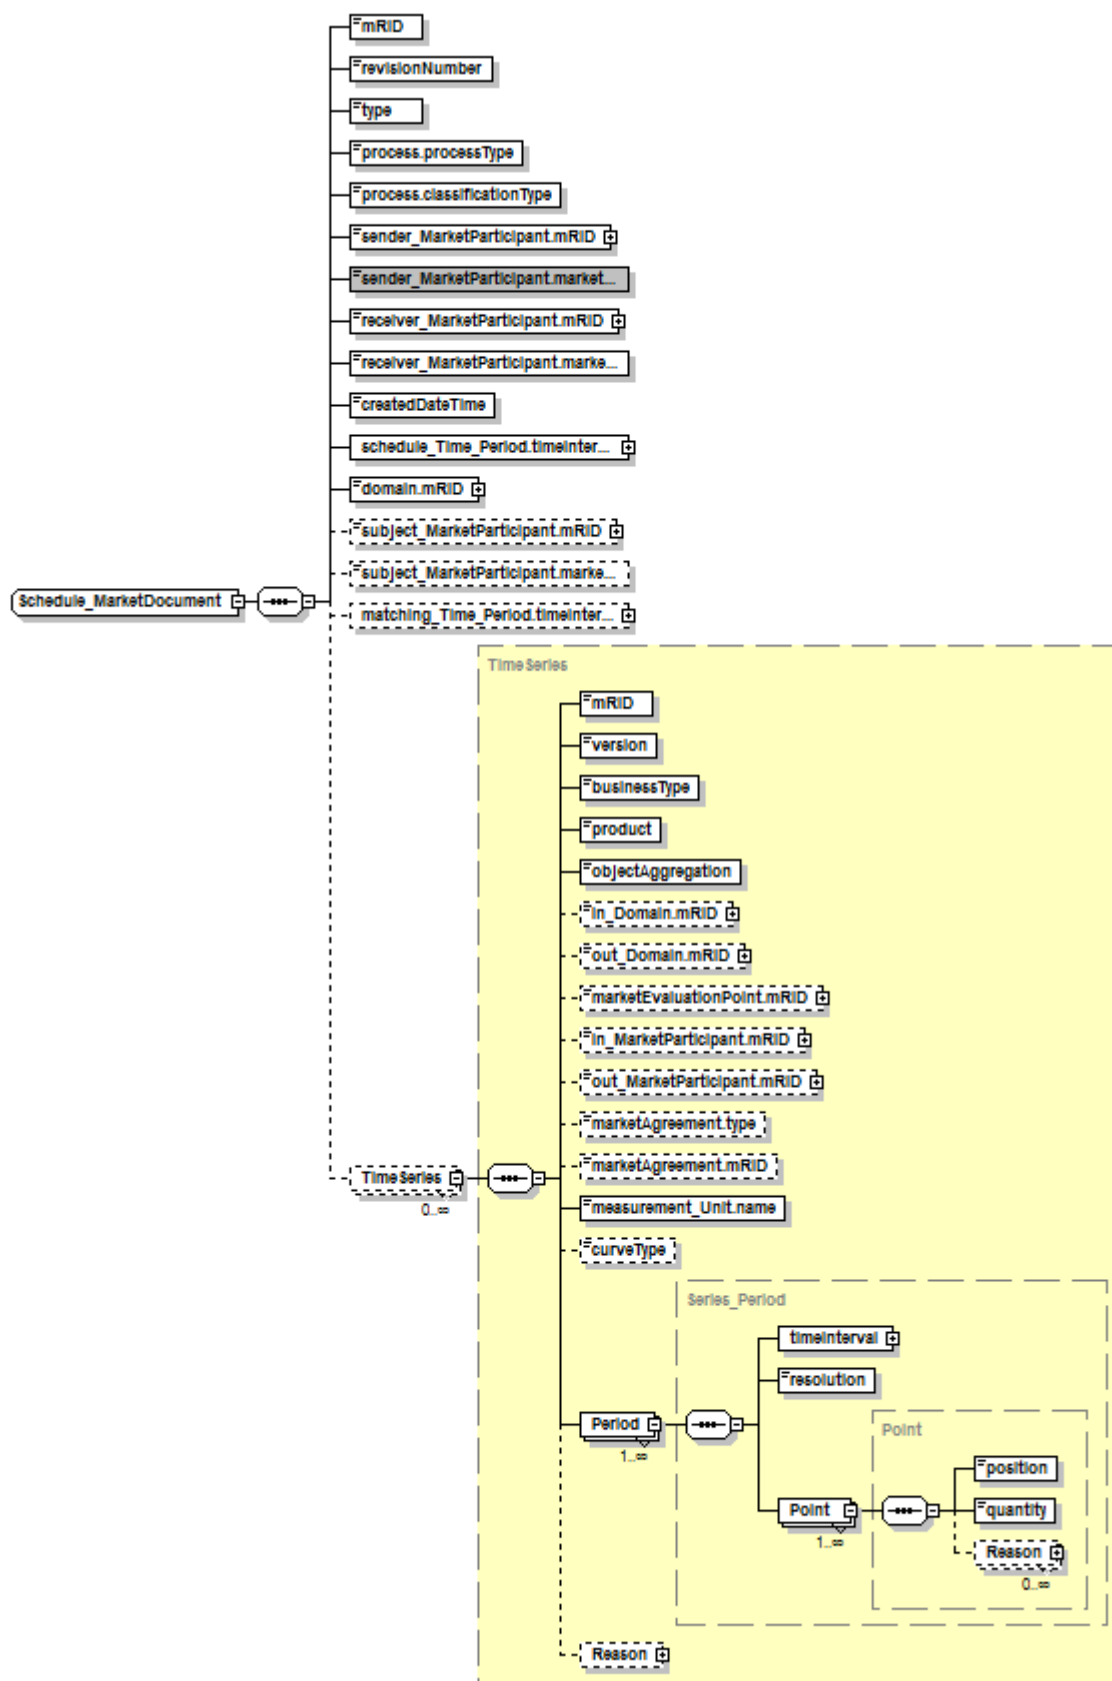 mRID
revisionNumber
type
process.processType
process.classificationType
sender_MarketParticipant.mRID
sender_MarketParticipant.market...
receiver_MarketParticipant.mRID
receiver_MarketParticipant.marke...
createdDateTime
schedule_Time_Period.timeInter...
domain.mRID
subject_MarketParticipant.mRID
subject_MarketParticipant.marke...
Schedule_MarketDocument
matching_Time_Period.timeInter...
TimeSeries
mRID
version
businessType
product
objectAggregation
in_Domain.mRID
out_Domain.mRID
marketEvaluationPoint.mRID
in_MarketParticipant.mRID
out_MarketParticipant.mRID
marketAgreement.type
marketAgreement.mRID
TimeSeries
0..∞
measurement_Unit.name
curveType
Series_Period
timeInterval
resolution
Period
1..∞
Point
position
quantity
Point
1..∞
Reason
0..∞
Reason